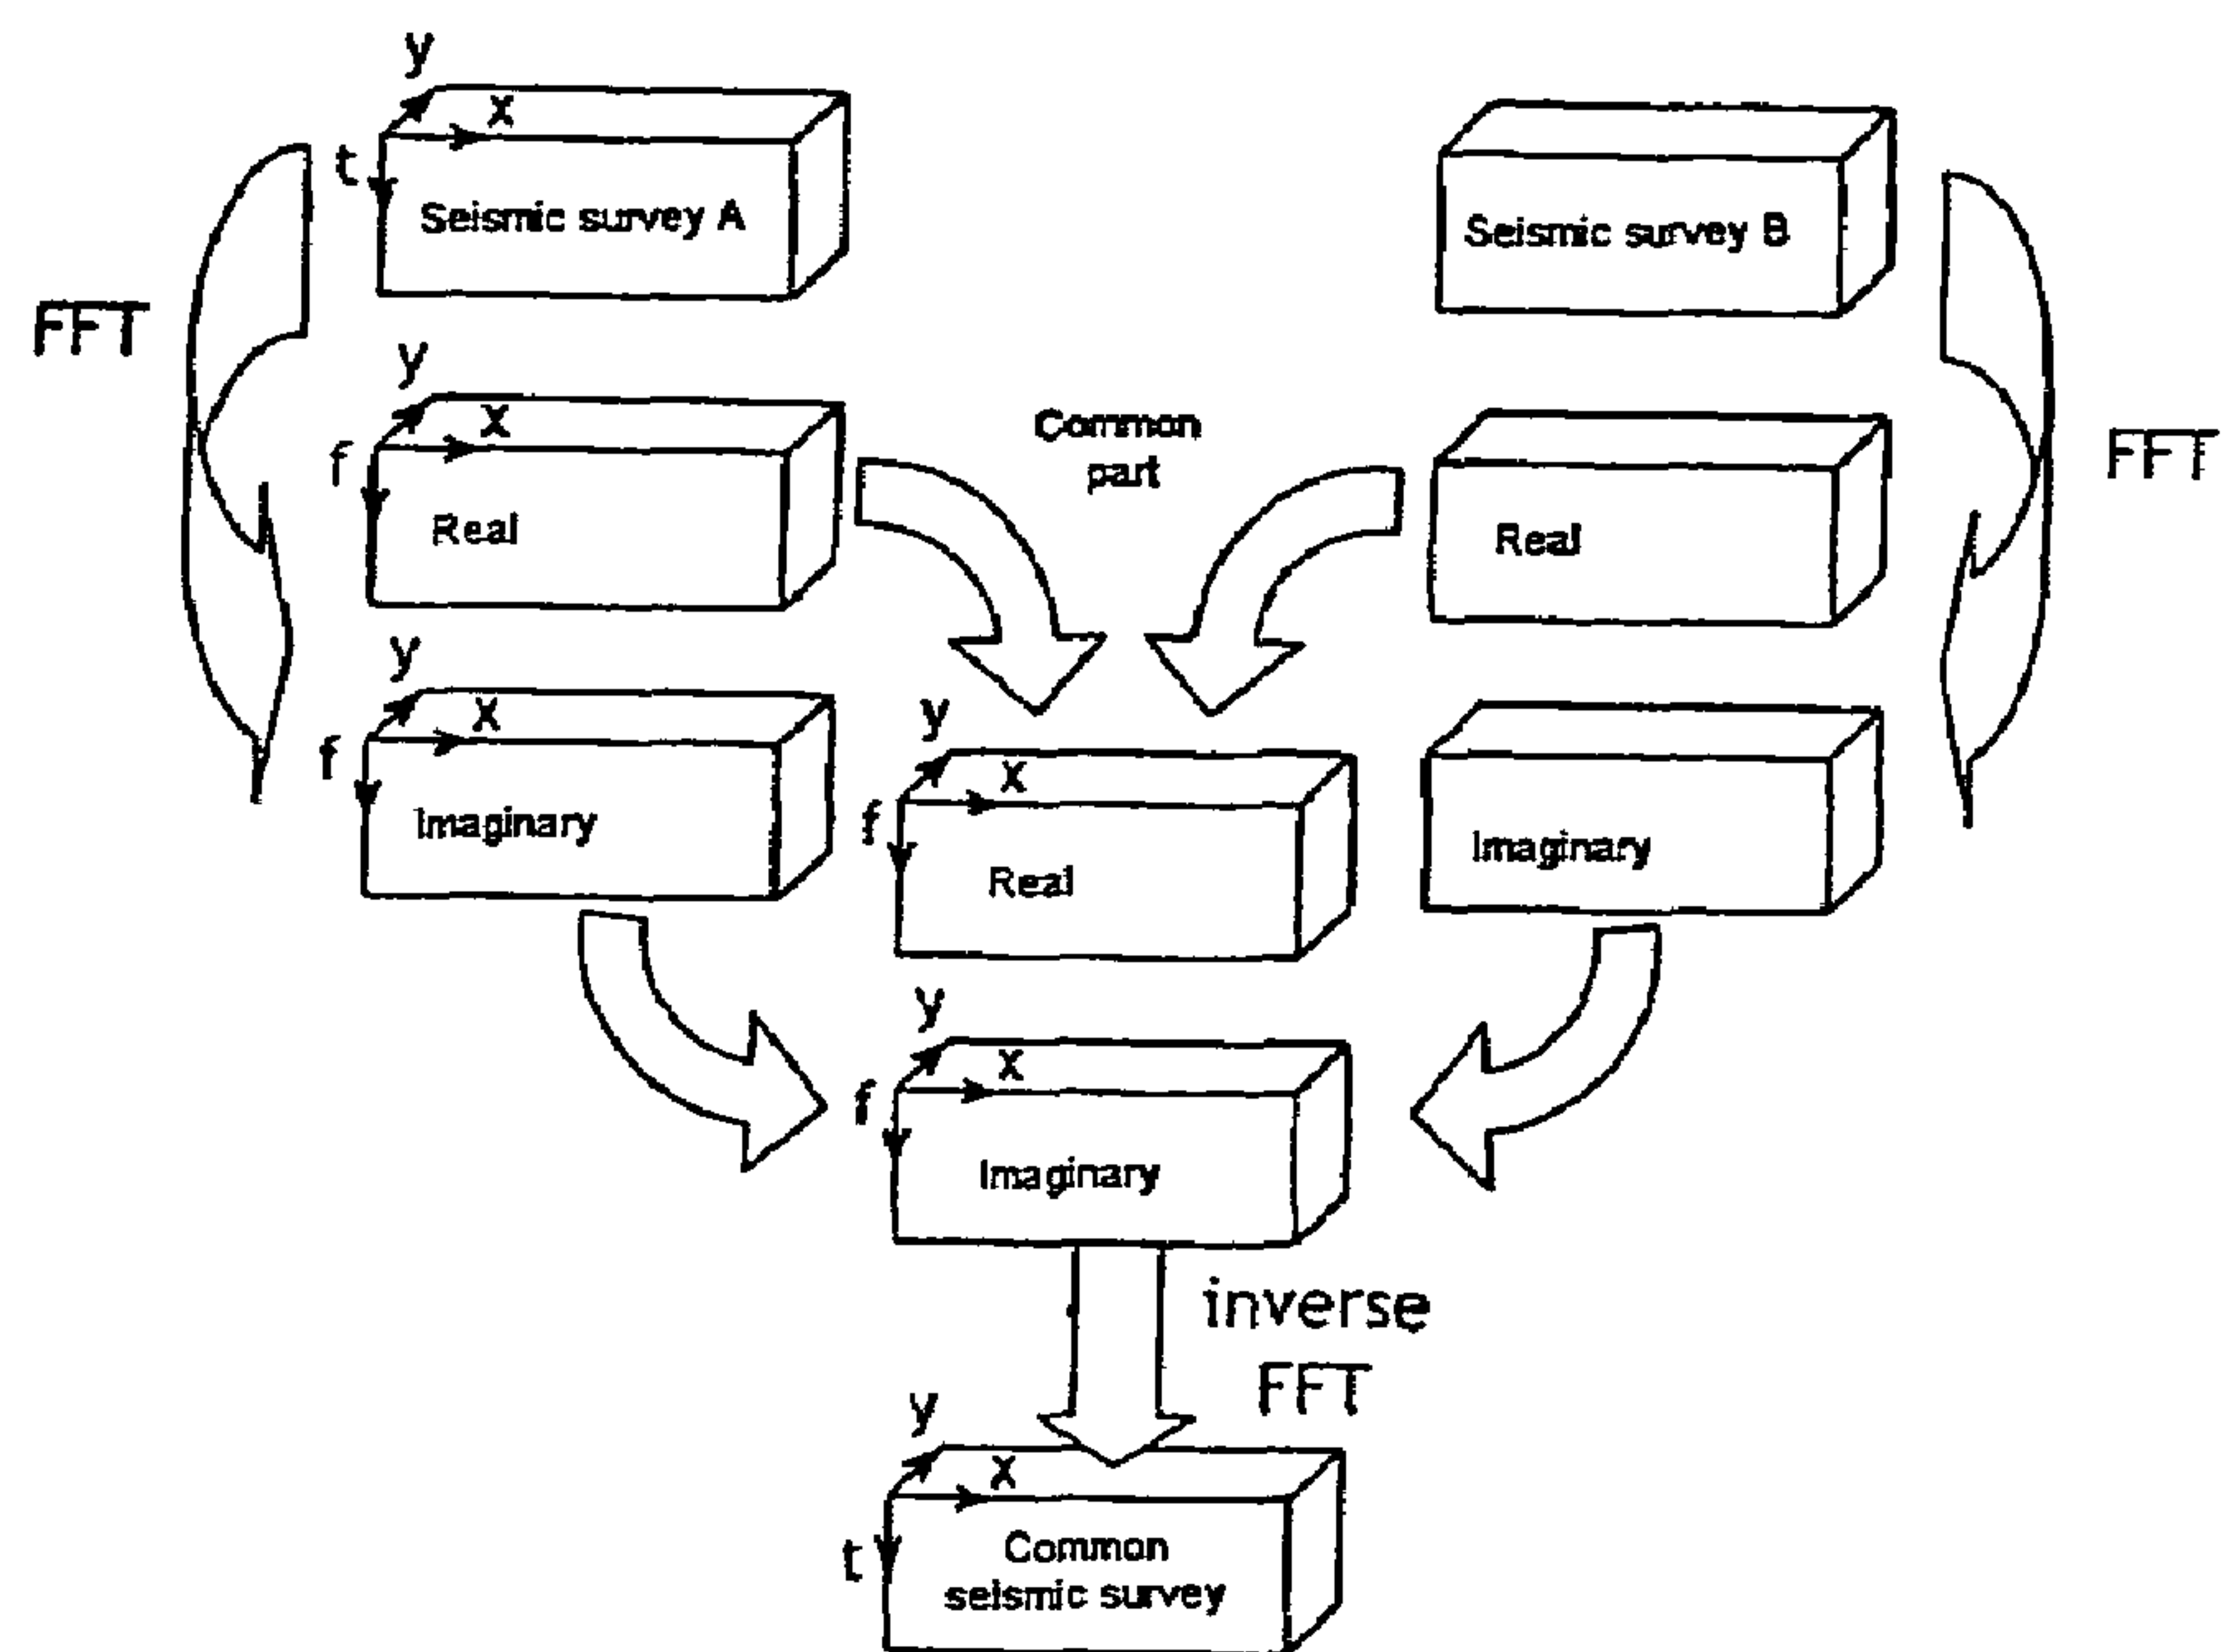 y
x
t
Seismic survey A
Seismic survey B
FFT
y
x
f
Real
Common
part
Real
FFT
y
x
f
Imaginary
y
x
f
Real
Imaginary
y
x
f
Imaginary
inverse
FFT
y
x
t
Common
seismic survey